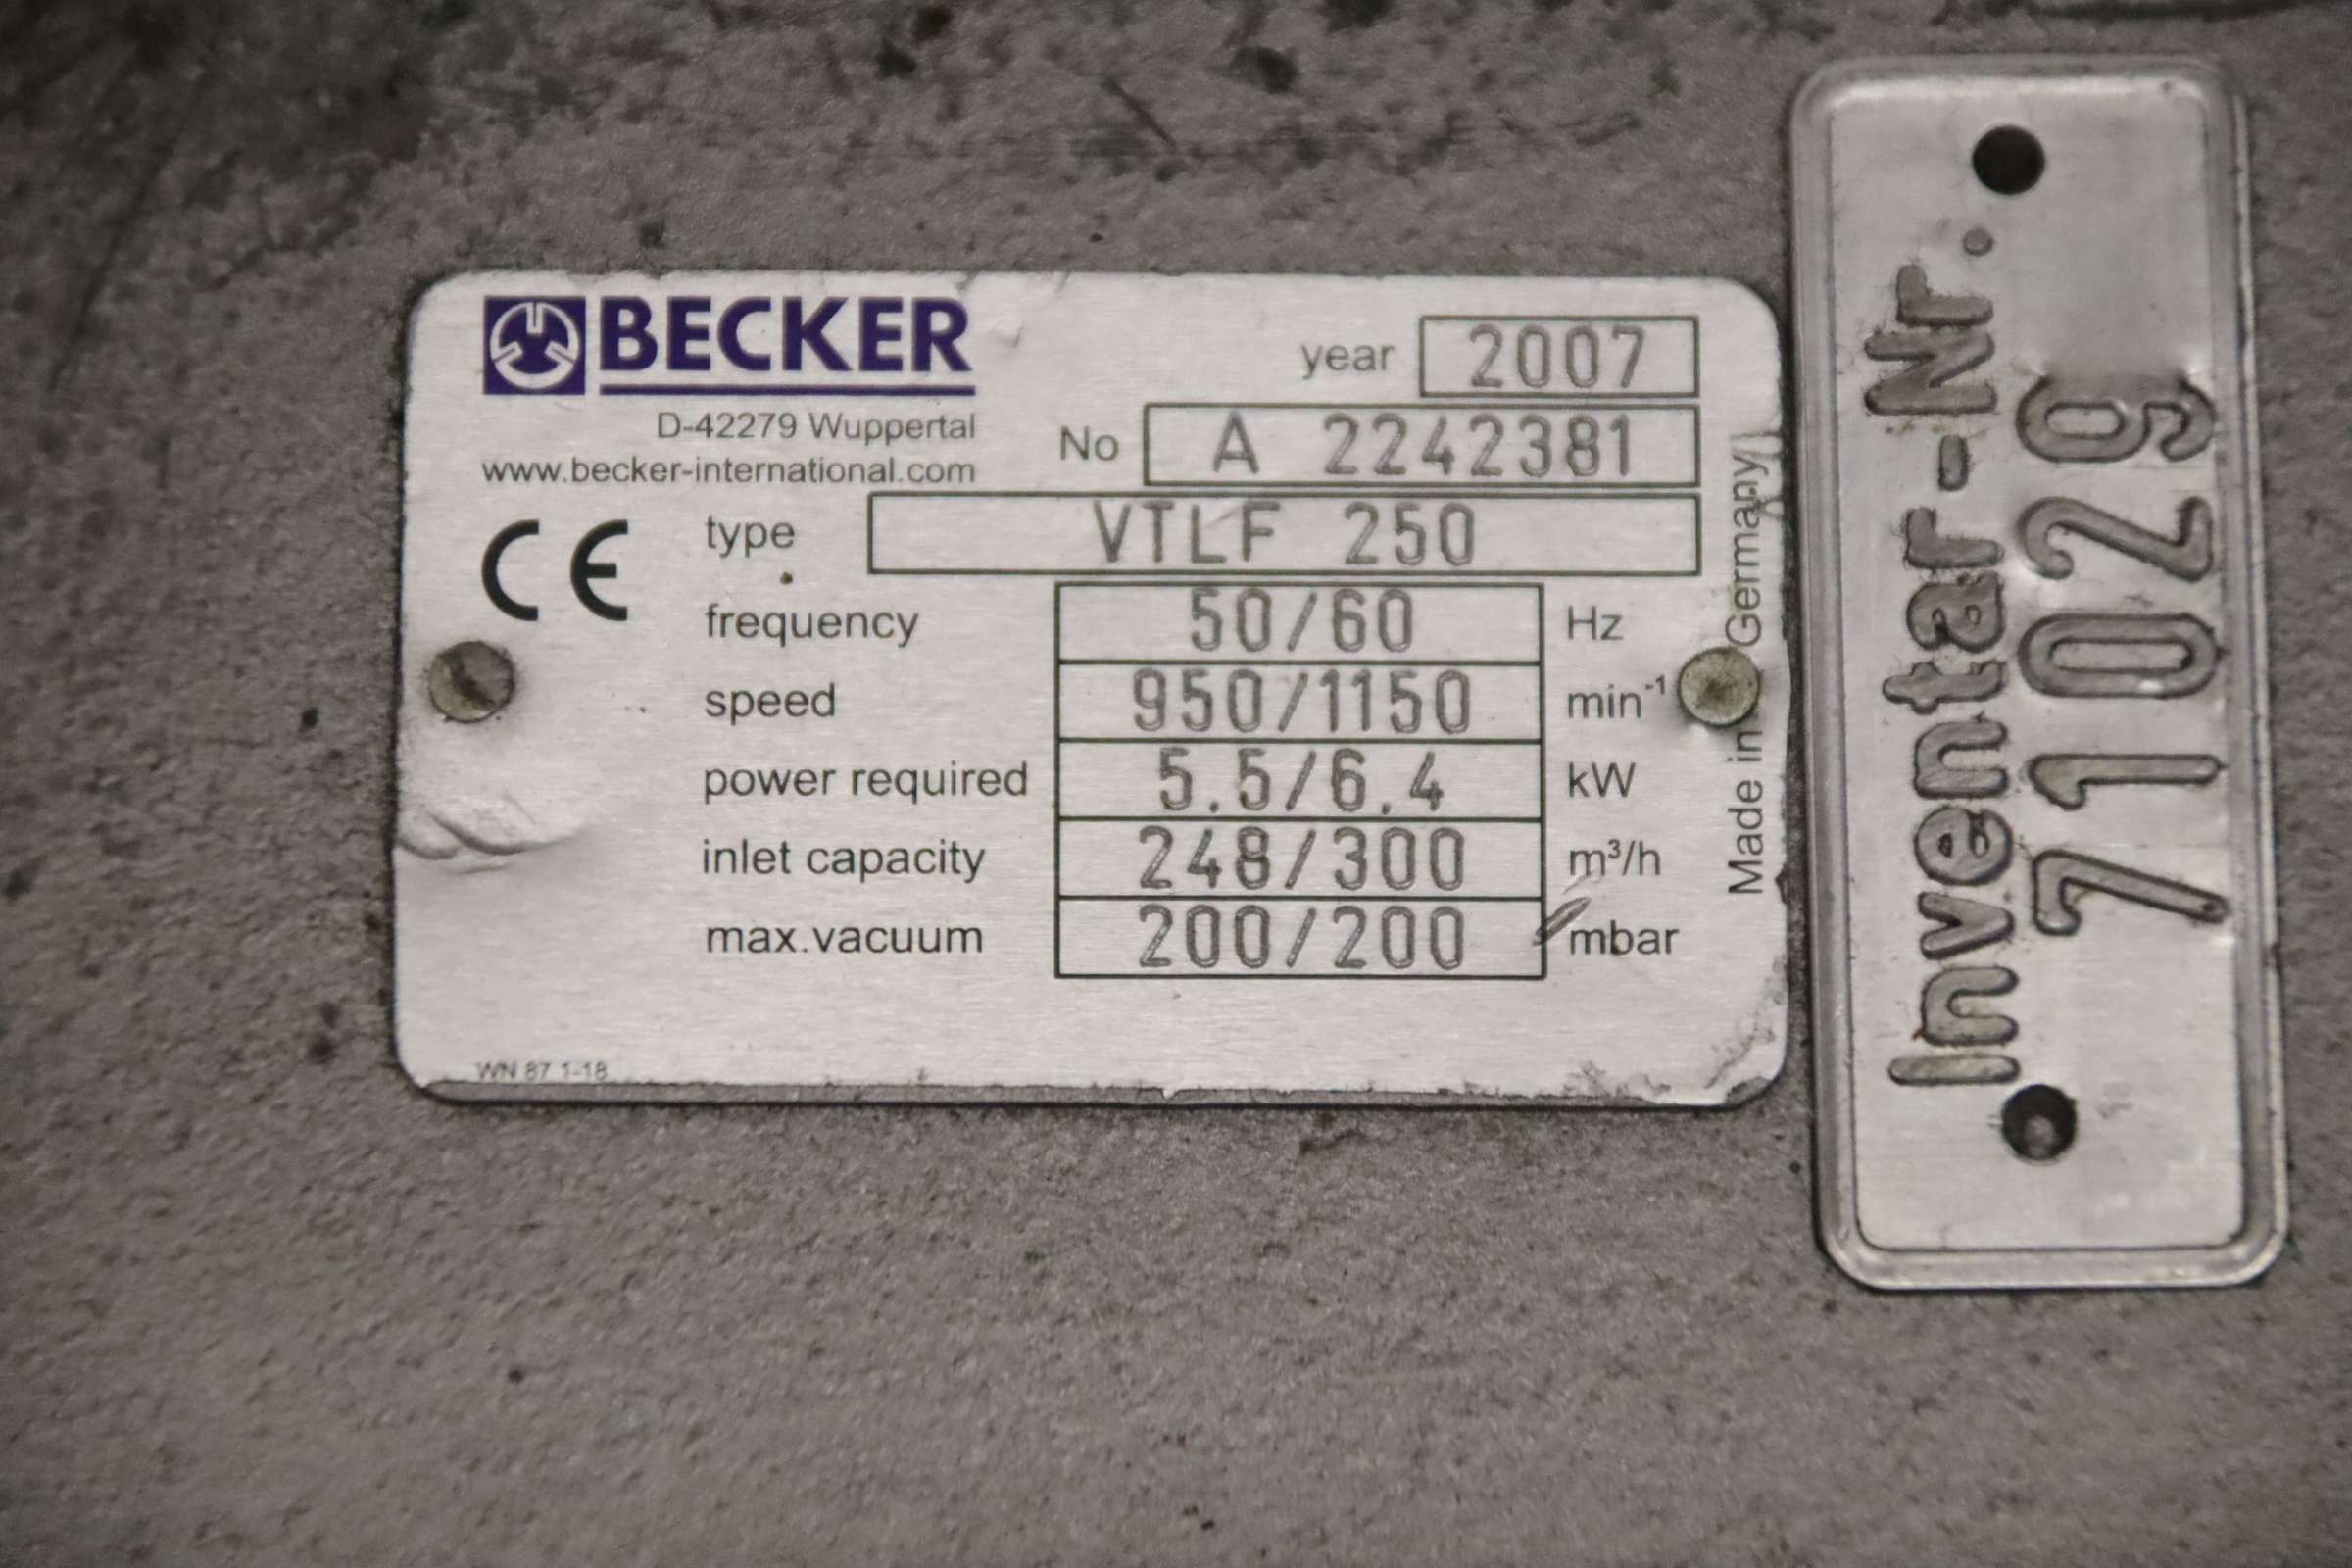 BECKER
D-42279 Wuppertal
www.becker-international.com
CE
year 2007
No A 2242381
type VTLF 250
frequency 50/60 Hz
speed 950/1150 min⁻¹
power required 5.5/6.4 kW
inlet capacity 248/300 m³/h
max.vacuum 200/200 mbar
WN 87 1-18
Made in Germany
Inventar-Nr.
71029